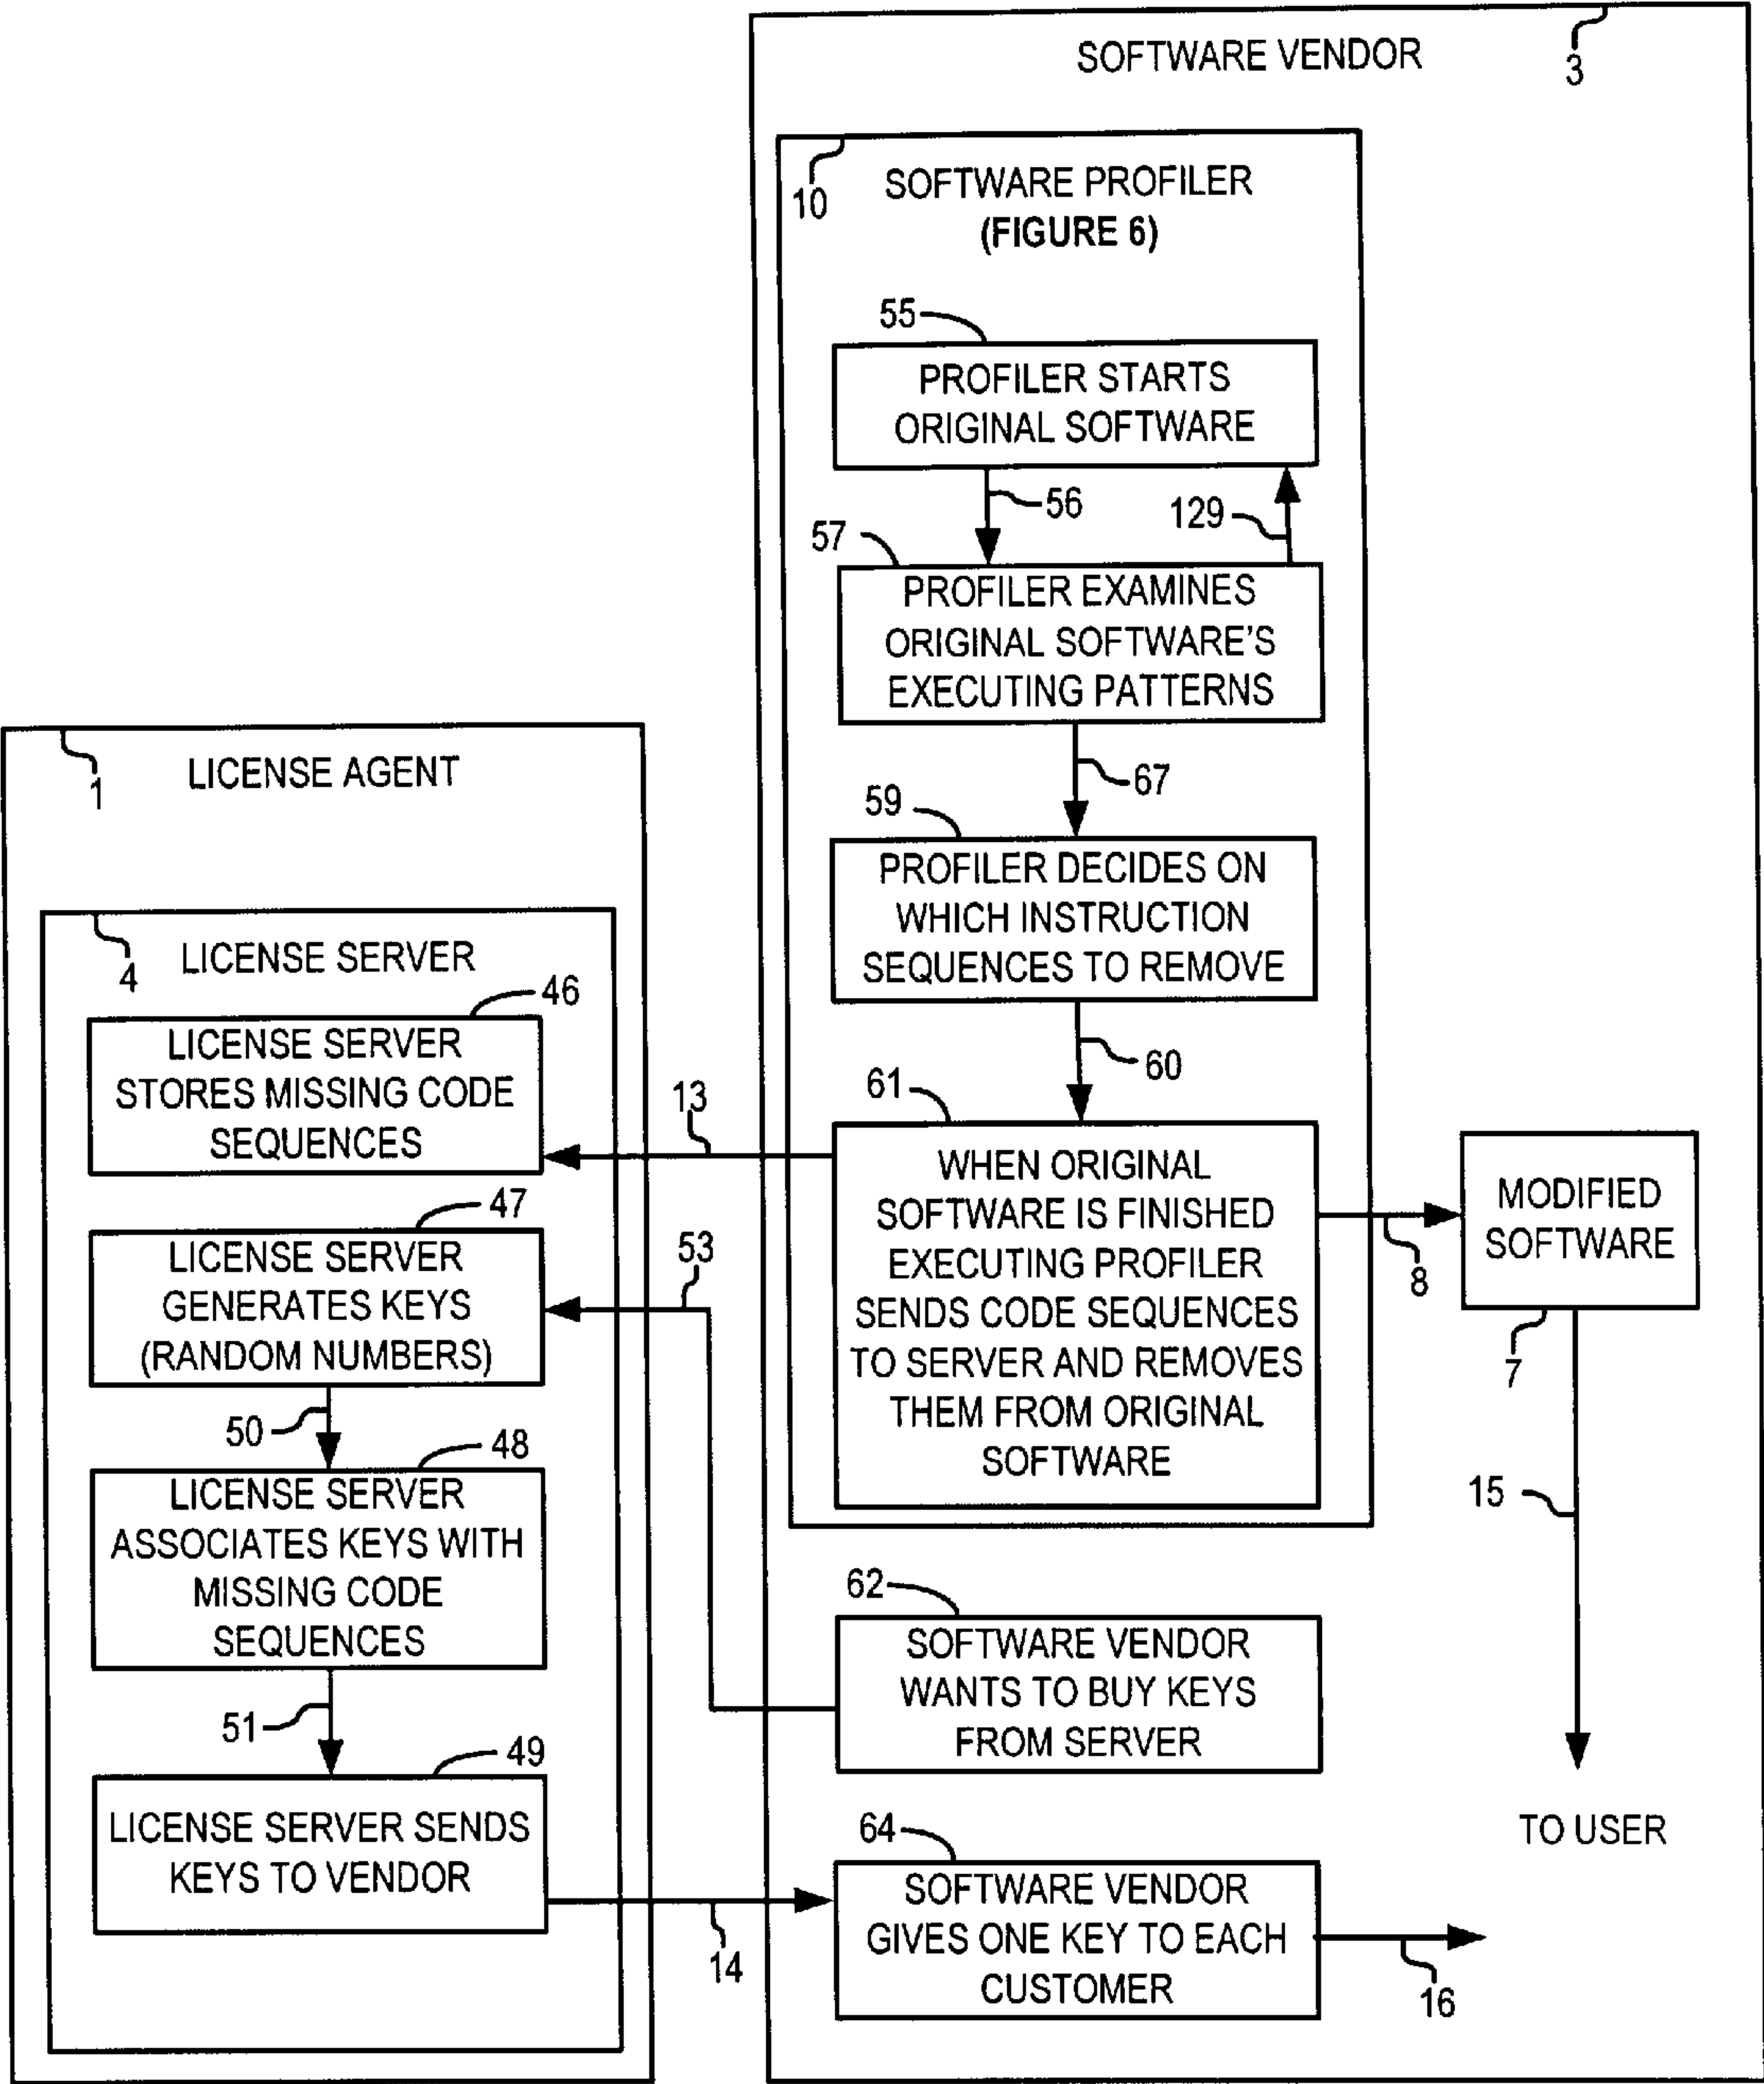 SOFTWARE VENDOR
3
10
SOFTWARE PROFILER
(FIGURE 6)
55
PROFILER STARTS
ORIGINAL SOFTWARE
56
129
57
PROFILER EXAMINES
ORIGINAL SOFTWARE'S
EXECUTING PATTERNS
67
59
PROFILER DECIDES ON
WHICH INSTRUCTION
SEQUENCES TO REMOVE
60
61
WHEN ORIGINAL
SOFTWARE IS FINISHED
EXECUTING PROFILER
SENDS CODE SEQUENCES
TO SERVER AND REMOVES
THEM FROM ORIGINAL
SOFTWARE
8
MODIFIED
SOFTWARE
7
15
TO USER
62
SOFTWARE VENDOR
WANTS TO BUY KEYS
FROM SERVER
64
SOFTWARE VENDOR
GIVES ONE KEY TO EACH
CUSTOMER
16
13
53
14
1
LICENSE AGENT
4
LICENSE SERVER
46
LICENSE SERVER
STORES MISSING CODE
SEQUENCES
47
LICENSE SERVER
GENERATES KEYS
(RANDOM NUMBERS)
50
48
LICENSE SERVER
ASSOCIATES KEYS WITH
MISSING CODE
SEQUENCES
51
49
LICENSE SERVER SENDS
KEYS TO VENDOR